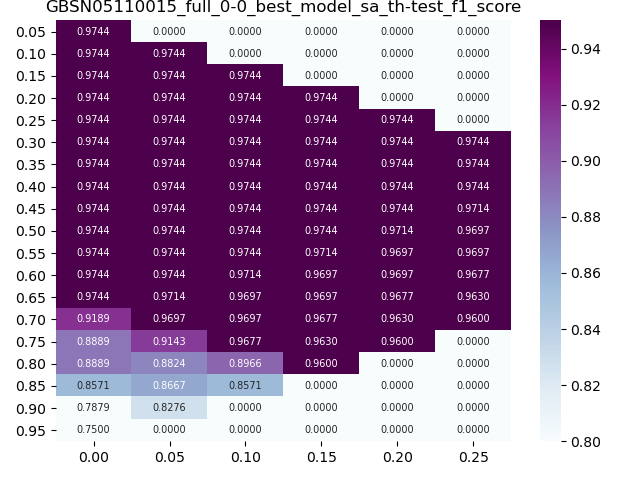 GBSN05110015_full_0-0_best_model_sa_th-test_f1_score
0.05 0.9744 0.0000 0.0000 0.0000 0.0000 0.0000
0.10 0.9744 0.9744 0.0000 0.0000 0.0000 0.0000
0.15 0.9744 0.9744 0.9744 0.0000 0.0000 0.0000
0.20 0.9744 0.9744 0.9744 0.9744 0.0000 0.0000
0.25 0.9744 0.9744 0.9744 0.9744 0.9744 0.0000
0.30 0.9744 0.9744 0.9744 0.9744 0.9744 0.9744
0.35 0.9744 0.9744 0.9744 0.9744 0.9744 0.9744
0.40 0.9744 0.9744 0.9744 0.9744 0.9744 0.9744
0.45 0.9744 0.9744 0.9744 0.9744 0.9744 0.9714
0.50 0.9744 0.9744 0.9744 0.9744 0.9714 0.9697
0.55 0.9744 0.9744 0.9744 0.9714 0.9697 0.9697
0.60 0.9744 0.9744 0.9714 0.9697 0.9697 0.9677
0.65 0.9744 0.9714 0.9697 0.9697 0.9677 0.9630
0.70 0.9189 0.9697 0.9697 0.9677 0.9630 0.9600
0.75 0.8889 0.9143 0.9677 0.9630 0.9600 0.0000
0.80 0.8889 0.8824 0.8966 0.9600 0.0000 0.0000
0.85 0.8571 0.8667 0.8571 0.0000 0.0000 0.0000
0.90 0.7879 0.8276 0.0000 0.0000 0.0000 0.0000
0.95 0.7500 0.0000 0.0000 0.0000 0.0000 0.0000
0.00 0.05 0.10 0.15 0.20 0.25
0.94
0.92
0.90
0.88
0.86
0.84
0.82
0.80